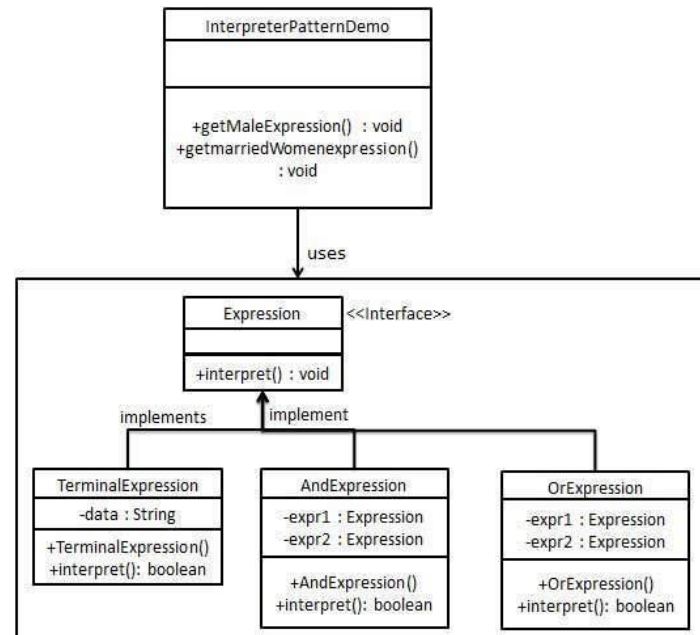 InterpreterPatternDemo
+getMaleExpression() : void
+getmarriedWomenexpression()
: void
uses
Expression
<<Interface>>
+interpret() : void
implements
implement
TerminalExpression
-data : String
+TerminalExpression()
+interpret(): boolean
AndExpression
-expr1 : Expression
-expr2 : Expression
+AndExpression()
+interpret(): boolean
OrExpression
-expr1 : Expression
-expr2 : Expression
+OrExpression()
+interpret(): boolean